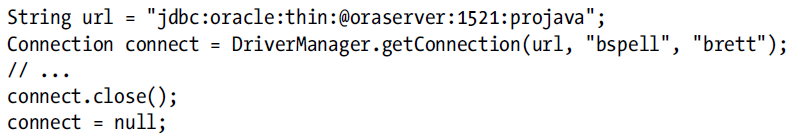 String url = "jdbc:oracle:thin:@oraserver:1521:projava";
Connection connect = DriverManager.getConnection(url, "bspell", "brett");
// ...
connect.close();
connect = null;